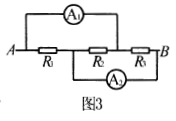 A₁
A R₁ R₂ R₃ B
A₂
图3